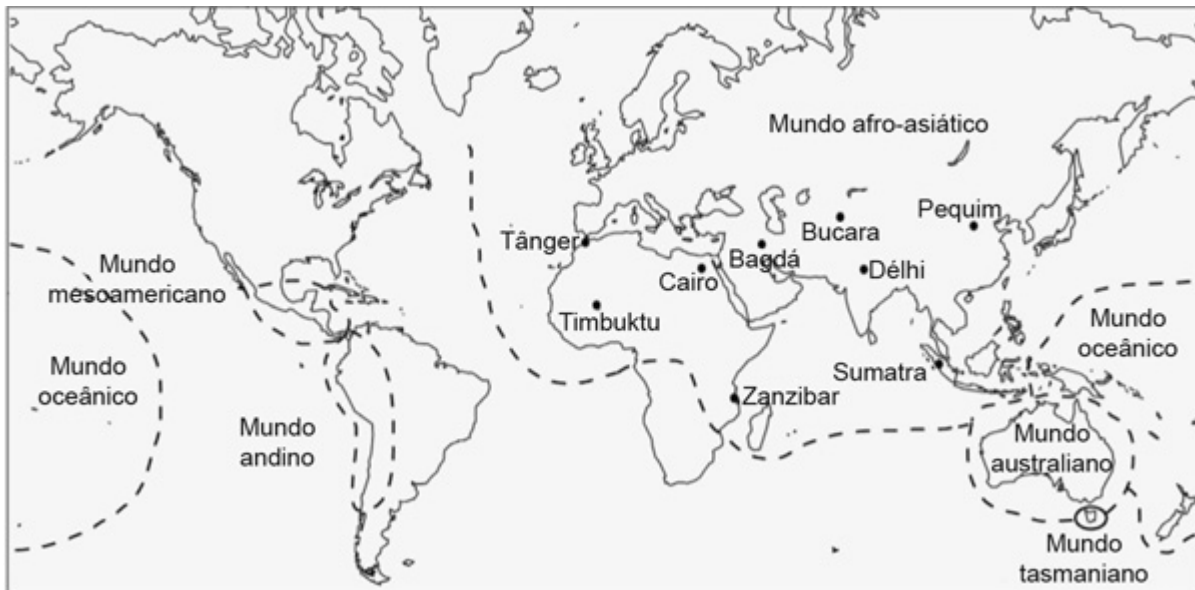 Mundo afro-asiático
Pequim
Bucara
Tânger
Bagdá
Délhi
Cairo
Mundo
mesoamericano
Timbuktu
Mundo
oceânico
Mundo
oceânico
Sumatra
Zanzibar
Mundo
andino
Mundo
australiano
Mundo
tasmaniano